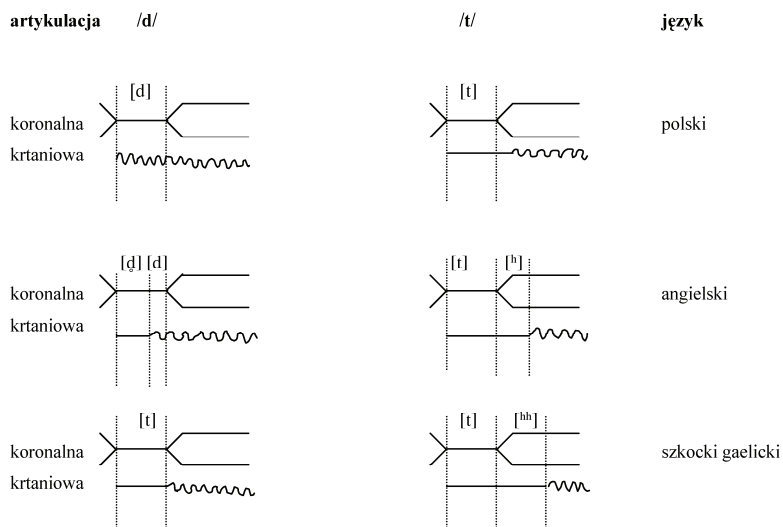 artykulacja /d/ /t/ język
[d] [t]
koronalna polski
krtaniowa
[d̥] [d] [t] [ʰ]
koronalna angielski
krtaniowa
[t] [t] [ʰʰ]
koronalna szkocki gaelicki
krtaniowa